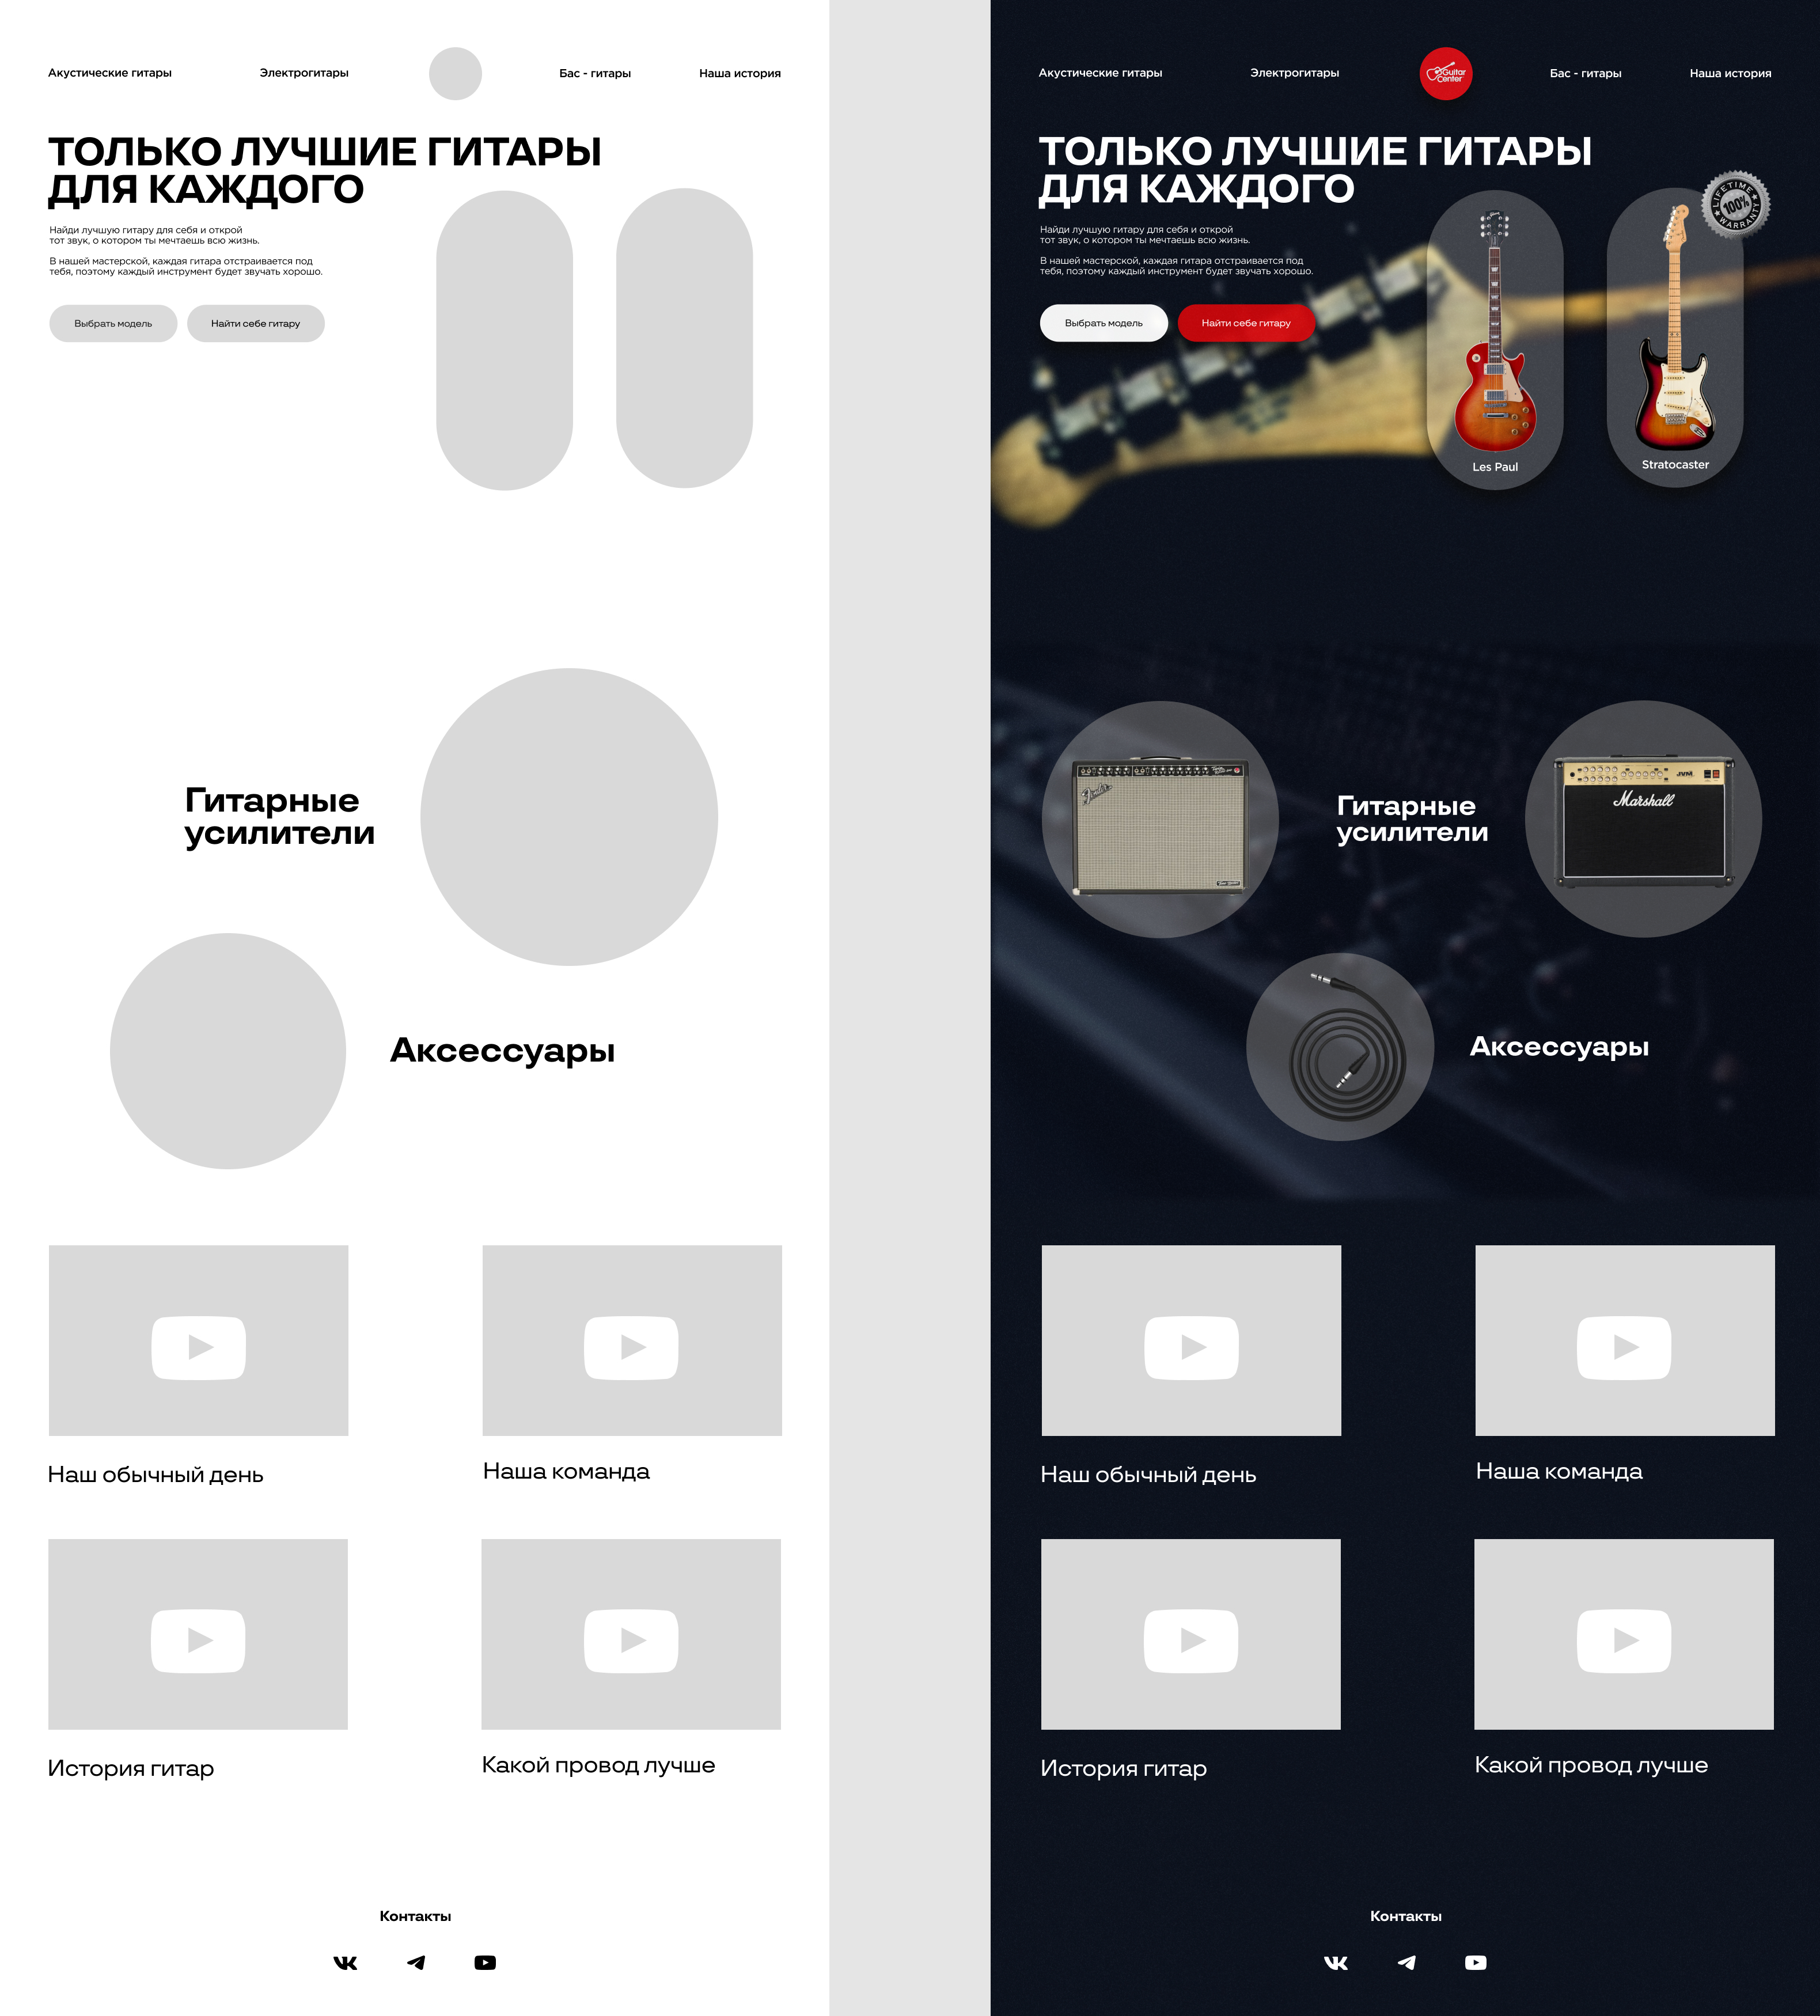 Акустические гитары
Электрогитары
Бас - гитары
Наша история
ТОЛЬКО ЛУЧШИЕ ГИТАРЫ
ДЛЯ КАЖДОГО
Найди лучшую гитару для себя и открой
тот звук, о котором ты мечтаешь всю жизнь.
В нашей мастерской, каждая гитара отстраивается под
тебя, поэтому каждый инструмент будет звучать хорошо.
Выбрать модель
Найти себе гитару
Гитарные
усилители
Аксессуары
Наш обычный день
Наша команда
История гитар
Какой провод лучше
Контакты
Акустические гитары
Электрогитары
Guitar
Center
Бас - гитары
Наша история
ТОЛЬКО ЛУЧШИЕ ГИТАРЫ
ДЛЯ КАЖДОГО
LIFETIME
100%
WARRANTY
Найди лучшую гитару для себя и открой
тот звук, о котором ты мечтаешь всю жизнь.
В нашей мастерской, каждая гитара отстраивается под
тебя, поэтому каждый инструмент будет звучать хорошо.
Выбрать модель
Найти себе гитару
Les Paul
Stratocaster
Fender
Гитарные
усилители
JVM
Marshall
Аксессуары
Наш обычный день
Наша команда
История гитар
Какой провод лучше
Контакты